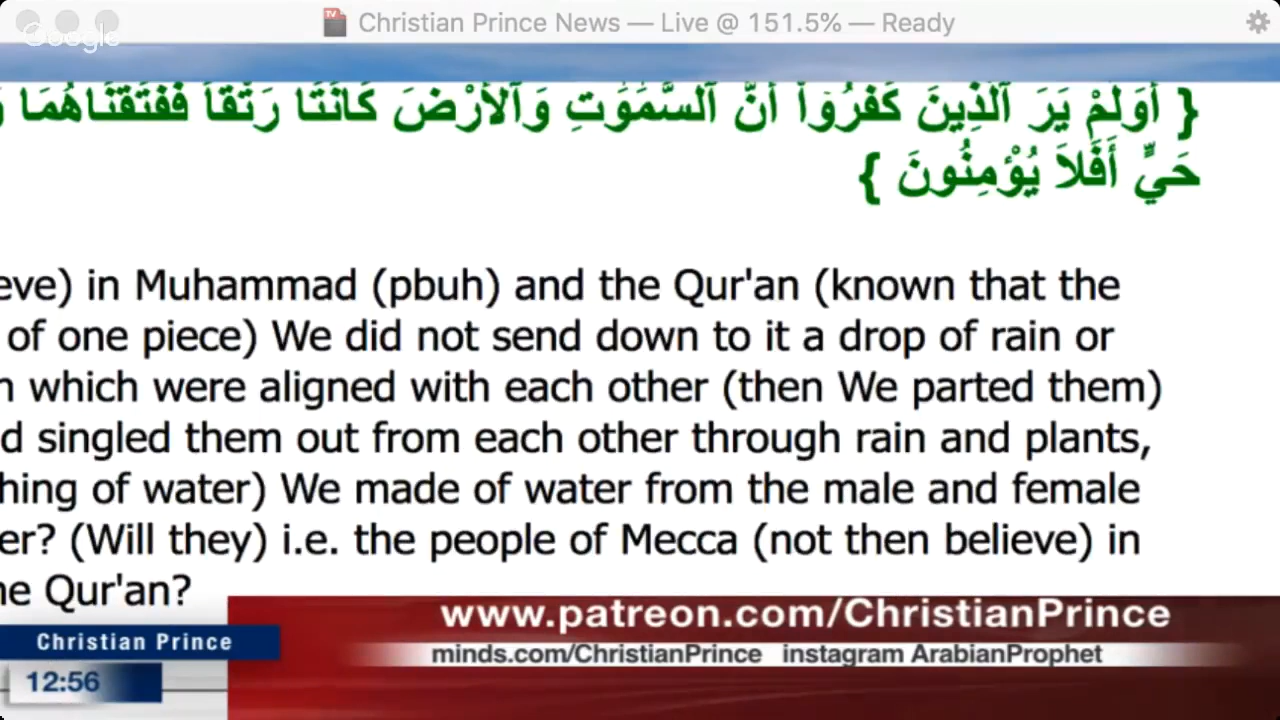 Christian Prince News — Live @ 151.5% — Ready
Google
{ أَوَلَمْ يَرَ ٱلَّذِينَ كَفَرُوۤاْ أَنَّ ٱلسَّمَٰوَٰتِ وَٱلأَرْضَ كَانَتَا رَتْقاً فَفَتَقْنَاهُمَا
حَيٍّ أَفَلاَ يُؤْمِنُونَ }
eve) in Muhammad (pbuh) and the Qur'an (known that the
of one piece) We did not send down to it a drop of rain or
which were aligned with each other (then We parted them)
d singled them out from each other through rain and plants,
hing of water) We made of water from the male and female
er? (Will they) i.e. the people of Mecca (not then believe) in
he Qur'an?
www.patreon.com/ChristianPrince
Christian Prince
minds.com/ChristianPrince instagram ArabianProphet
12:56